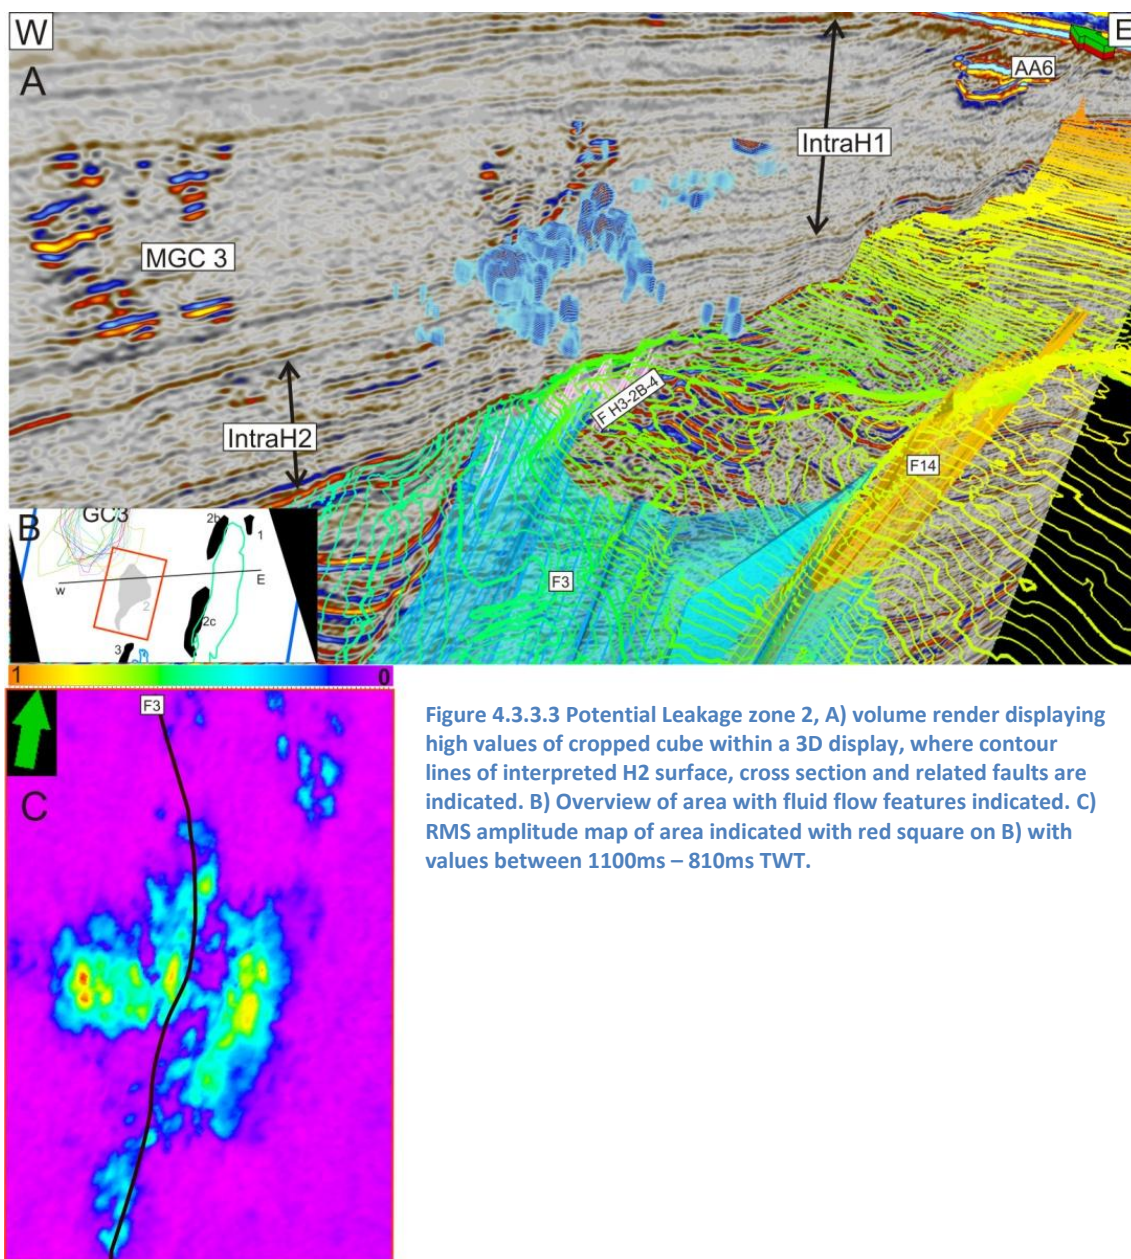 W
E
A
AA6
IntraH1
MGC 3
F H3-2B-4
IntraH2
F14
F3
B
GC3
2b
1
W
E
2
2c
3
1
0
F3
C
Figure 4.3.3.3 Potential Leakage zone 2, A) volume render displaying
high values of cropped cube within a 3D display, where contour
lines of interpreted H2 surface, cross section and related faults are
indicated. B) Overview of area with fluid flow features indicated. C)
RMS amplitude map of area indicated with red square on B) with
values between 1100ms – 810ms TWT.